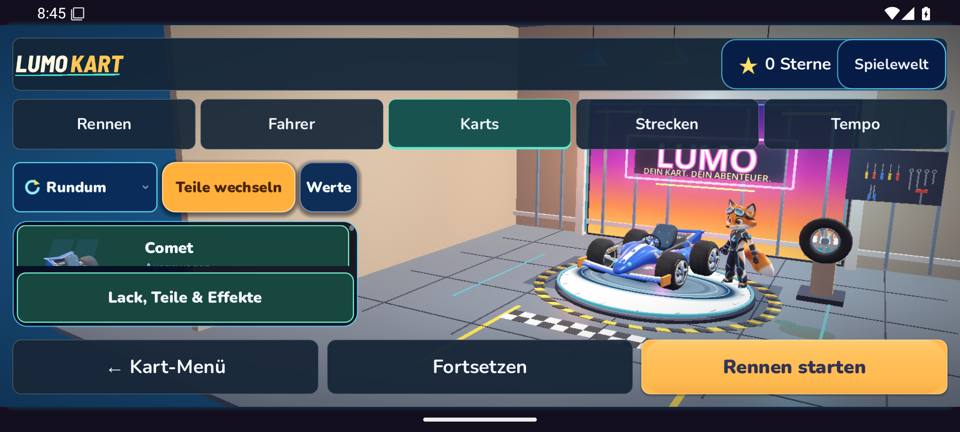 8:45
LUMO KART
0 Sterne
Spielewelt
Rennen
Fahrer
Karts
Strecken
Tempo
LUMO
DEIN KART. DEIN ABENTEUER.
Rundum
Teile wechseln
Werte
Comet
Lack, Teile & Effekte
← Kart-Menü
Fortsetzen
Rennen starten